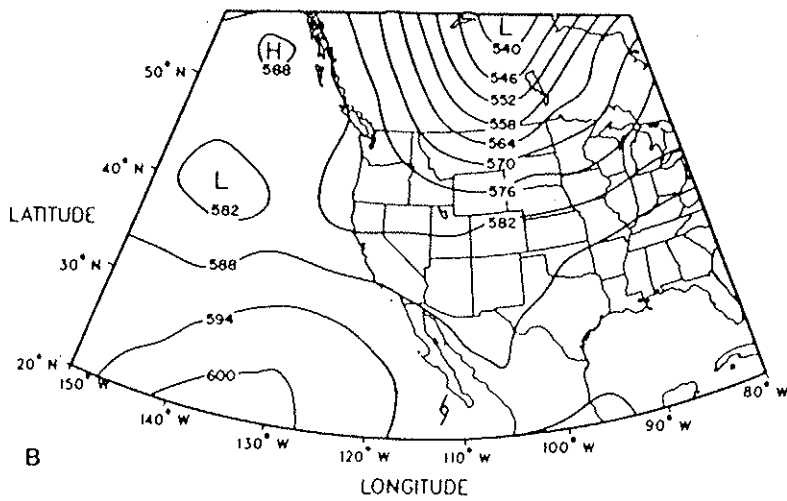 50° N
40° N
LATITUDE
30° N
20° N
150° W
140° W
130° W
120° W
110° W
100° W
90° W
80° W
LONGITUDE
B
H
588
L
540
546
552
558
564
570
576
582
L
582
588
594
600